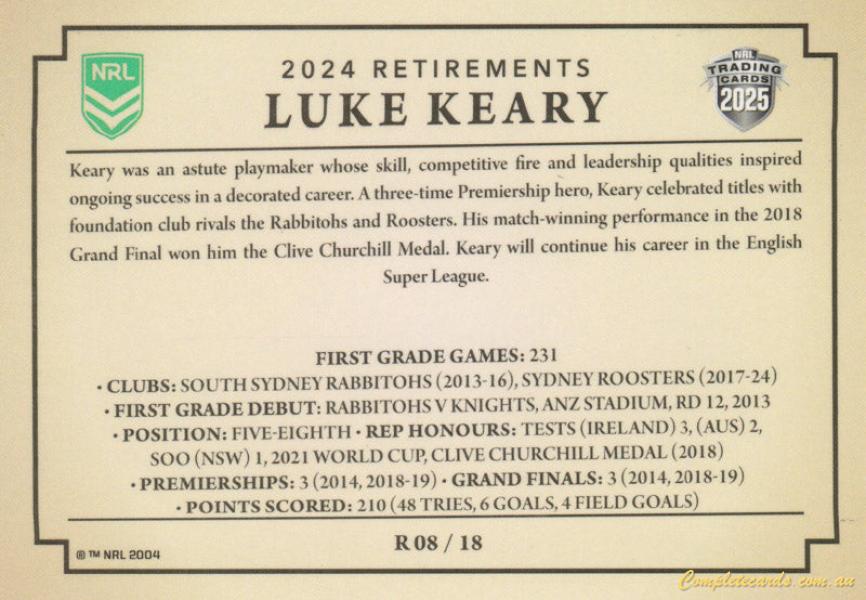 NRL
2024 RETIREMENTS
LUKE KEARY
NRL
TRADING
CARDS
2025
Keary was an astute playmaker whose skill, competitive fire and leadership qualities inspired
ongoing success in a decorated career. A three-time Premiership hero, Keary celebrated titles with
foundation club rivals the Rabbitohs and Roosters. His match-winning performance in the 2018
Grand Final won him the Clive Churchill Medal. Keary will continue his career in the English
Super League.
FIRST GRADE GAMES: 231
• CLUBS: SOUTH SYDNEY RABBITOHS (2013-16), SYDNEY ROOSTERS (2017-24)
• FIRST GRADE DEBUT: RABBITOHS V KNIGHTS, ANZ STADIUM, RD 12, 2013
• POSITION: FIVE-EIGHTH • REP HONOURS: TESTS (IRELAND) 3, (AUS) 2,
SOO (NSW) 1, 2021 WORLD CUP, CLIVE CHURCHILL MEDAL (2018)
• PREMIERSHIPS: 3 (2014, 2018-19) • GRAND FINALS: 3 (2014, 2018-19)
• POINTS SCORED: 210 (48 TRIES, 6 GOALS, 4 FIELD GOALS)
R 08 / 18
® ™ NRL 2004
Completecards.com.au